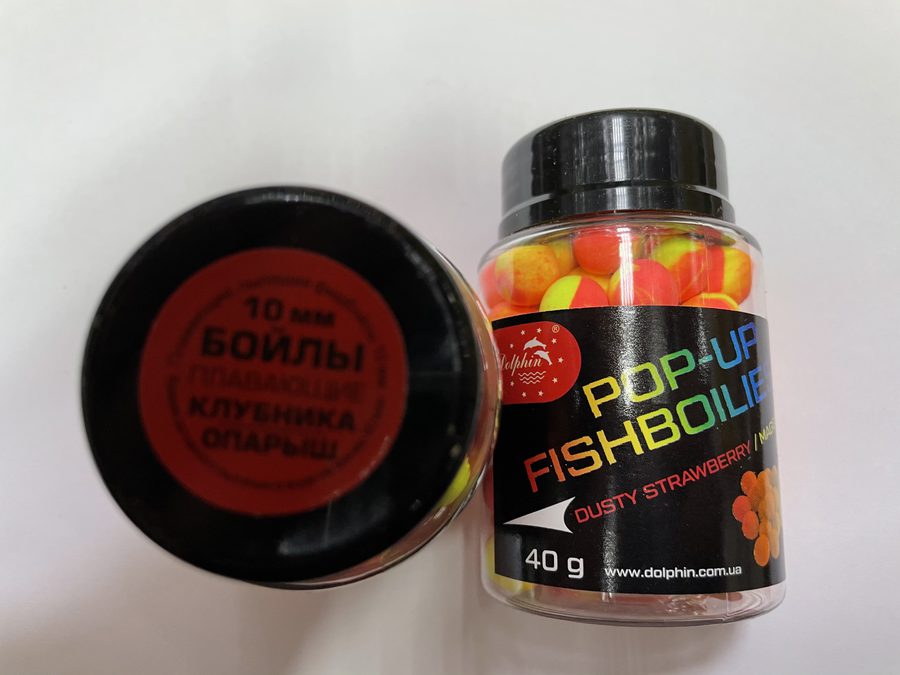 10 мм
БОЙЛЫ
ПЛАВАЮЩИЕ
КЛУБНИКА
ОПАРЫШ
®
Dolphin
POP-UP
FISHBOILIE
DUSTY STRAWBERRY /
40 g
www.dolphin.com.ua